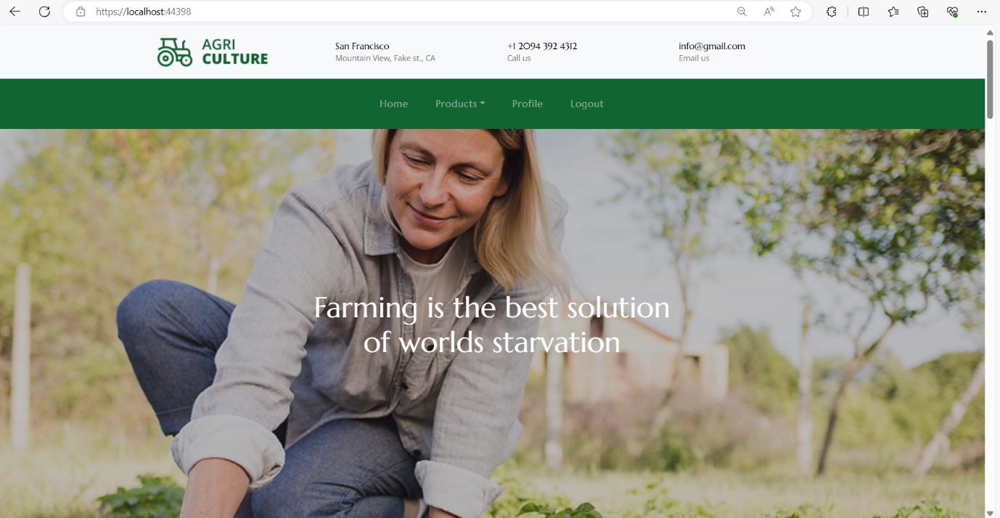 https://localhost:44398
AGRI
CULTURE
San Francisco
Mountain View, Fake st., CA
+1 2094 392 4312
Call us
info@gmail.com
Email us
Home Products Profile Logout
Farming is the best solution
of worlds starvation